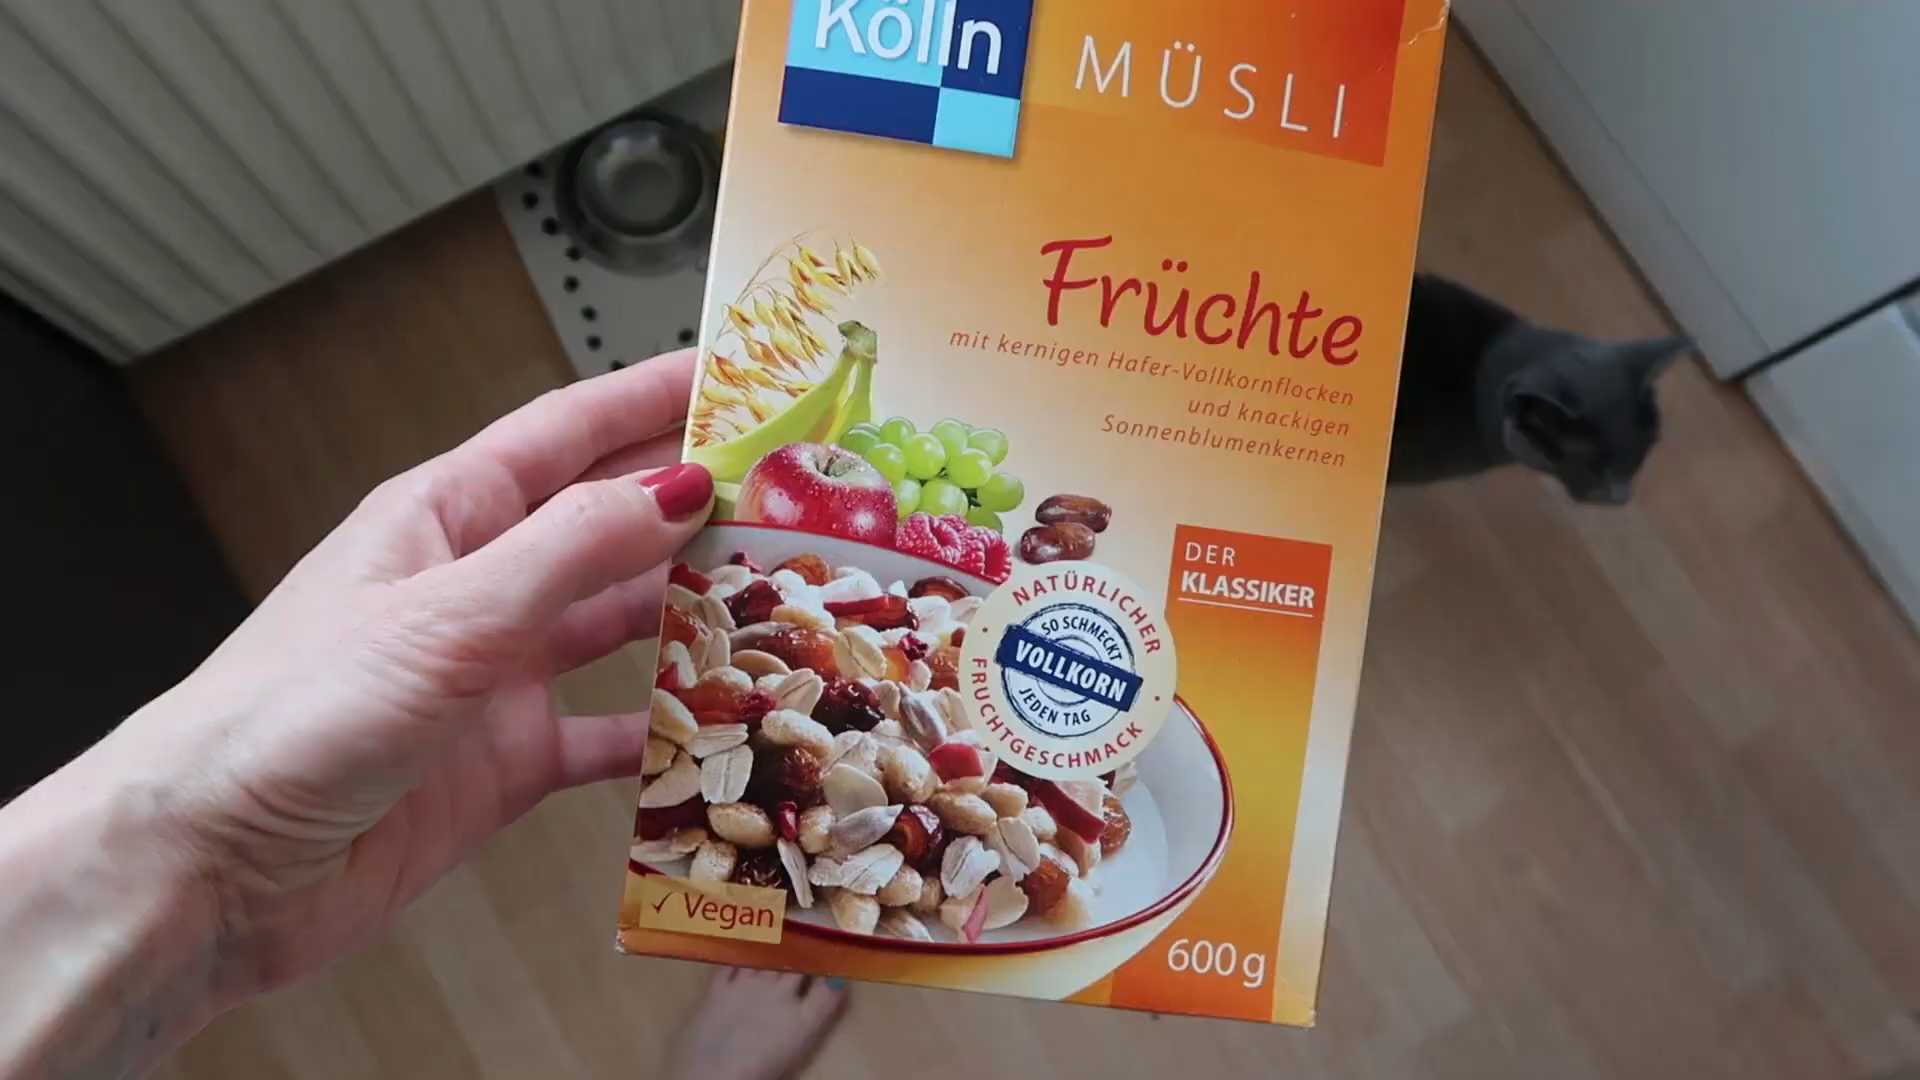 Kölln
MÜSLI
Früchte
mit kernigen Hafer-Vollkornflocken
und knackigen
Sonnenblumenkernen
DER
KLASSIKER
NATÜRLICHER
SO SCHMECKT
VOLLKORN
JEDEN TAG
FRUCHTGESCHMACK
✓ Vegan
600 g